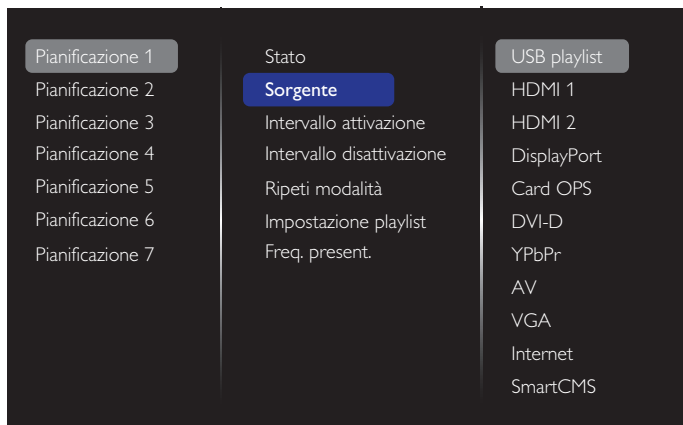 Pianificazione 1
Pianificazione 2
Pianificazione 3
Pianificazione 4
Pianificazione 5
Pianificazione 6
Pianificazione 7
Stato
Sorgente
Intervallo attivazione
Intervallo disattivazione
Ripeti modalità
Impostazione playlist
Freq. present.
USB playlist
HDMI 1
HDMI 2
DisplayPort
Card OPS
DVI-D
YPbPr
AV
VGA
Internet
SmartCMS